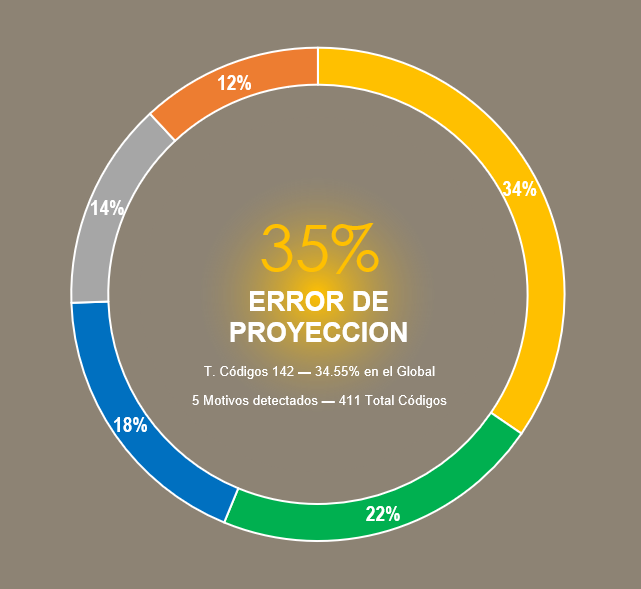 12%
34%
14%
35%
ERROR DE
PROYECCION
T. Códigos 142 — 34.55% en el Global
5 Motivos detectados — 411 Total Códigos
18%
22%